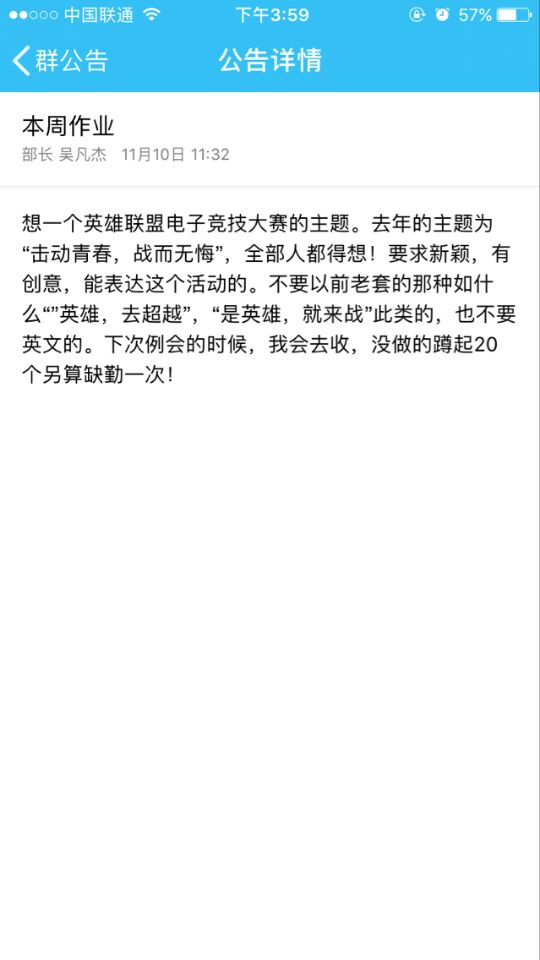 中国联通 下午3:59 57%
群公告 公告详情
本周作业
部长 吴凡杰 11月10日 11:32
想一个英雄联盟电子竞技大赛的主题。去年的主题为
“击动青春，战而无悔”，全部人都得想！要求新颖，有
创意，能表达这个活动的。不要以前老套的那种如什
么“”英雄，去超越”，“是英雄，就来战”此类的，也不要
英文的。下次例会的时候，我会去收，没做的蹲起20
个另算缺勤一次！